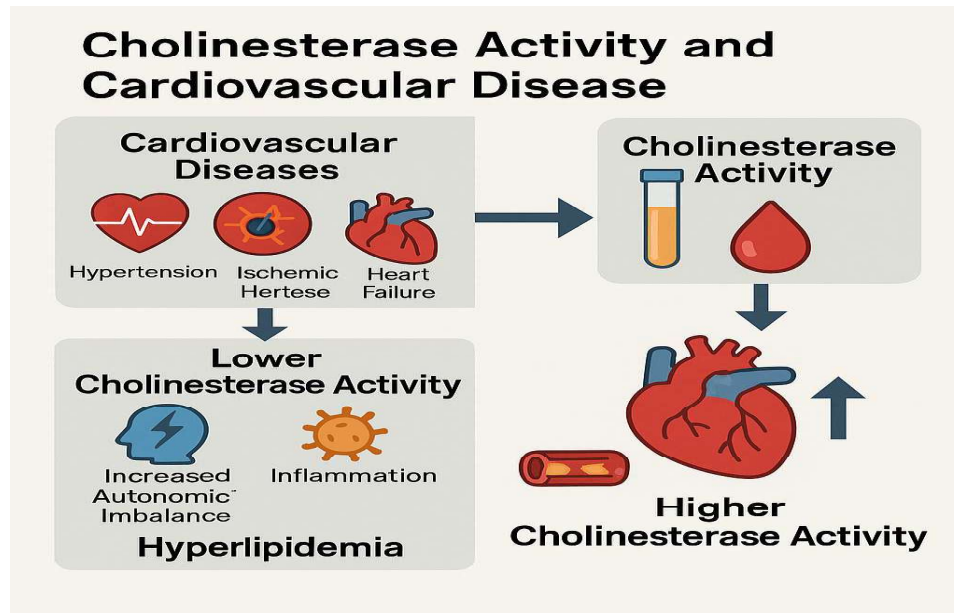 Cholinesterase Activity and
Cardiovascular Disease
Cardiovascular
Diseases
Hypertension
Ischemic
Hertese
Heart
Failure
Cholinesterase
Activity
Lower
Cholinesterase Activity
Increased
Autonomic
Imbalance
Inflammation
Hyperlipidemia
Higher
Cholinesterase Activity